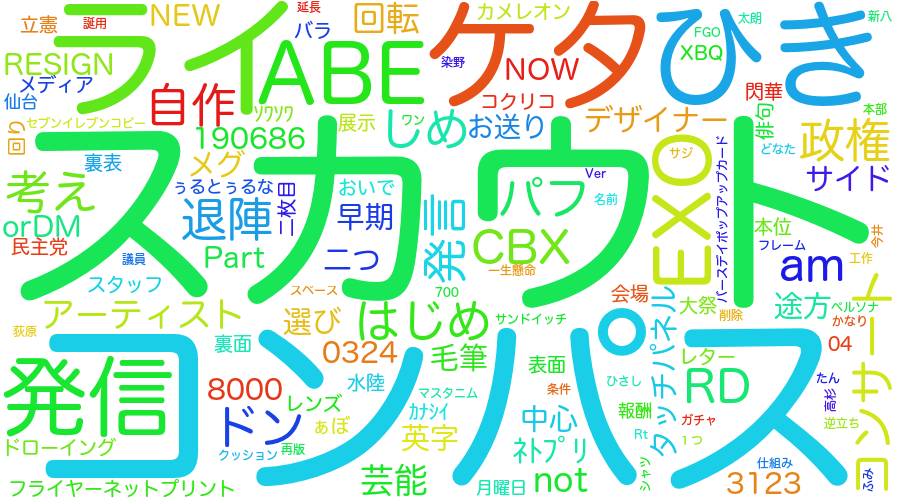 立憲
誤用
ライ
NEW
延長
バラ
回転
カメレオン
FGO
太朗
新八
RESIGN
メディア
仙台
ABE
染野
ケタ
NOW
XBQ
ひき
セブンイレブンコピー
自作
190686
ｿﾜｿﾜ
展示
ワン
じめ
コクリコ
お送り
デザイナー
閃華
俳句
本部
政権
回り
裏表
メグ
スカウト
サジ
どなた
サイド
考え
orDM
民主党
議員
うるとぅるな
退陣
二枚目
おいで
早期
発言
パフ
Ver
名前
EXO
バースデイポップアップカード
本位
フレーム
今井
Part
二つ
CBX
am
工作
スタッフ
スペース
一生懸命
700
会場
大祭
途方
ペルソナ
アーティスト
選び
はじめ
サンドイッチ
削除
かなり
荻原
裏面
0324
毛筆
表面
タッチパネル
レター
04
コンサート
発信
コンパス
8000
水陸
マスタニム
条件
ひさし
RD
たん
高杉
レンズ
ｶﾅｼｲ
中心
報酬
ガチャ
逆立ち
ドン
ぁぼ
英字
ﾈﾄﾌﾟﾘ
Rt
1つ
ドローイング
クッション
再版
芸能
月曜日
not
シャツ
3123
仕組み
ふみ
フライヤーネットプリント